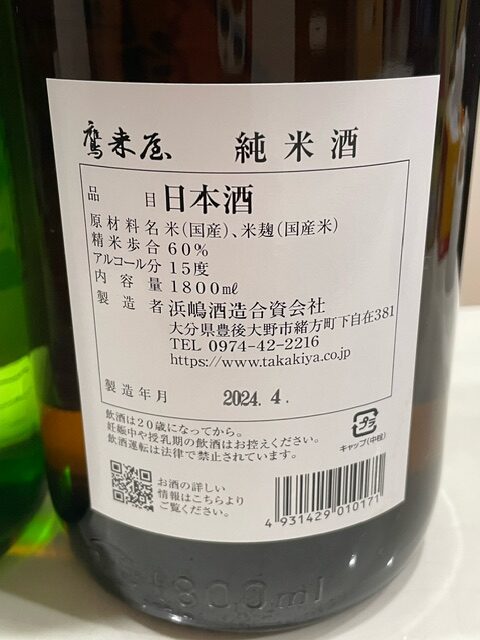 鷹来屋 純米酒
品目 日本酒
原材料名 米(国産)、米麹(国産米)
精米歩合 60%
アルコール分 15度
内容量 1800㎖
製造者 浜嶋酒造合資会社
大分県豊後大野市緒方町下自在381
TEL 0974-42-2216
https://www.takakiya.co.jp
製造年月 2024.4.
飲酒は20歳になってから。
妊娠中や授乳期の飲酒はお控えください。
飲酒運転は法律で禁止されています。
プラ
キャップ(中栓)
お酒の詳しい
情報はこちらより
ご覧ください。
4 931429 010171
1800ml